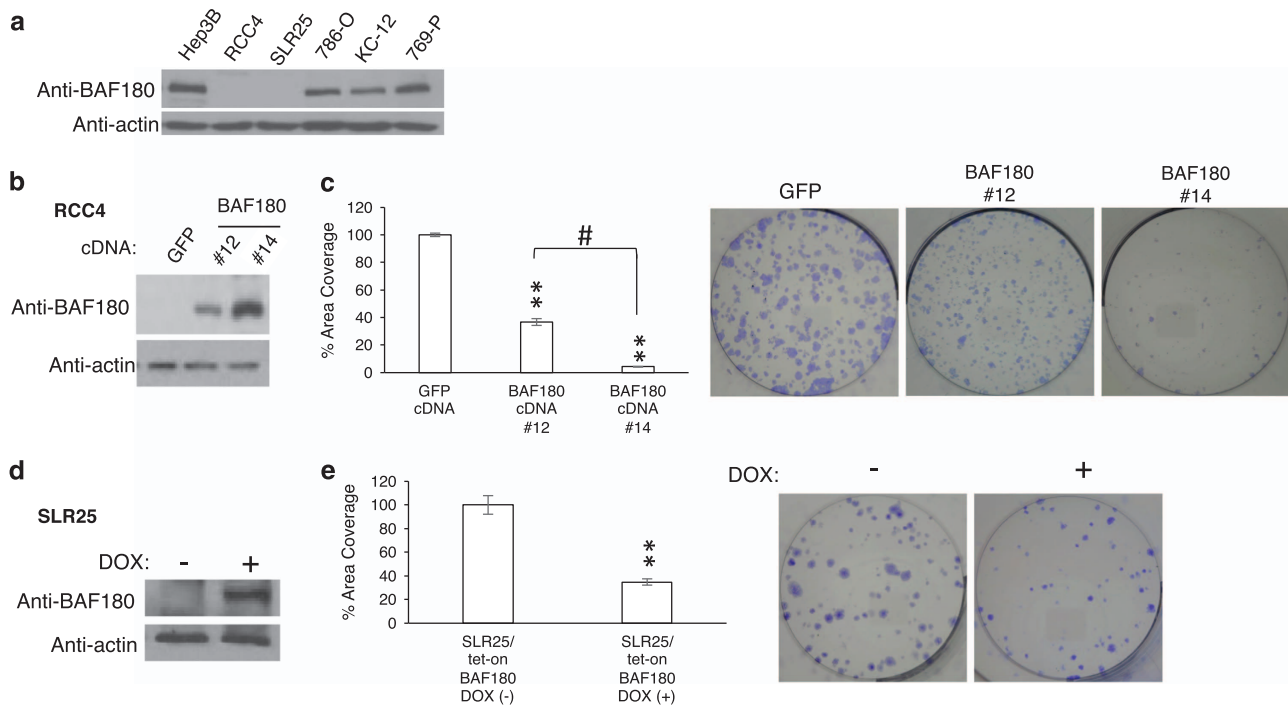 a
Hep3B
RCC4
SLR25
786-O
KC-12
769-P
Anti-BAF180
Anti-actin
b
RCC4
BAF180
cDNA:
GFP
#12
#14
Anti-BAF180
Anti-actin
c
% Area Coverage
120
100
80
60
40
20
0
#
**
**
GFP
cDNA
BAF180
cDNA
#12
BAF180
cDNA
#14
GFP
BAF180
#12
BAF180
#14
d
SLR25
DOX: - +
Anti-BAF180
Anti-actin
e
% Area Coverage
120
100
80
60
40
20
0
**
SLR25/
tet-on
BAF180
DOX (-)
SLR25/
tet-on
BAF180
DOX (+)
DOX: - +